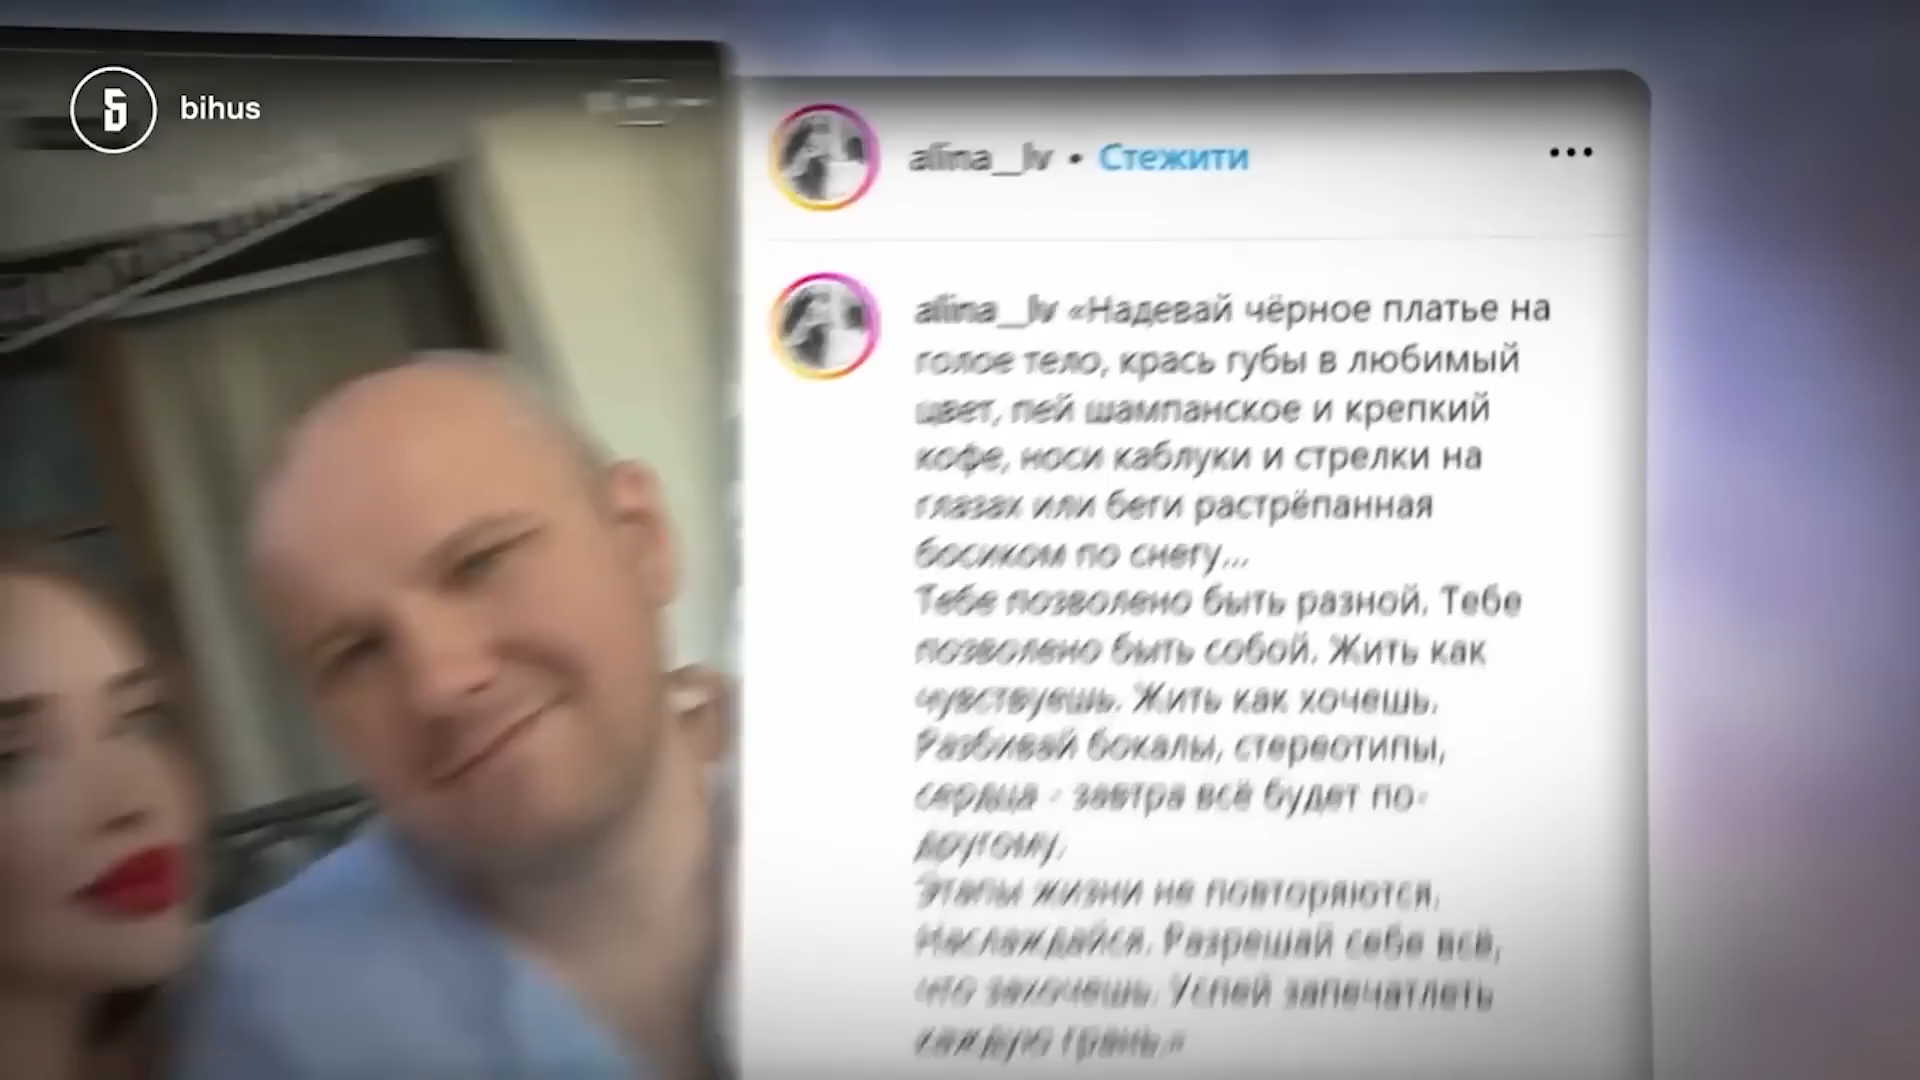 bihus
alina__lv • Стежити
alina__lv «Надевай чёрное платье на
голое тело, крась губы в любимый
цвет, пей шампанское и крепкий
кофе, носи каблуки и стрелки на
глазах или беги растрёпанная
босиком по снегу...
Тебе позволено быть разной. Тебе
позволено быть собой. Жить как
чувствуешь. Жить как хочешь.
Разбивай бокалы, стереотипы,
сердца - завтра всё будет по-
другому.
Этапы жизни не повторяются.
Наслаждайся. Разрешай себе всё,
что захочешь. Успей запечатлеть
каждую грань.»